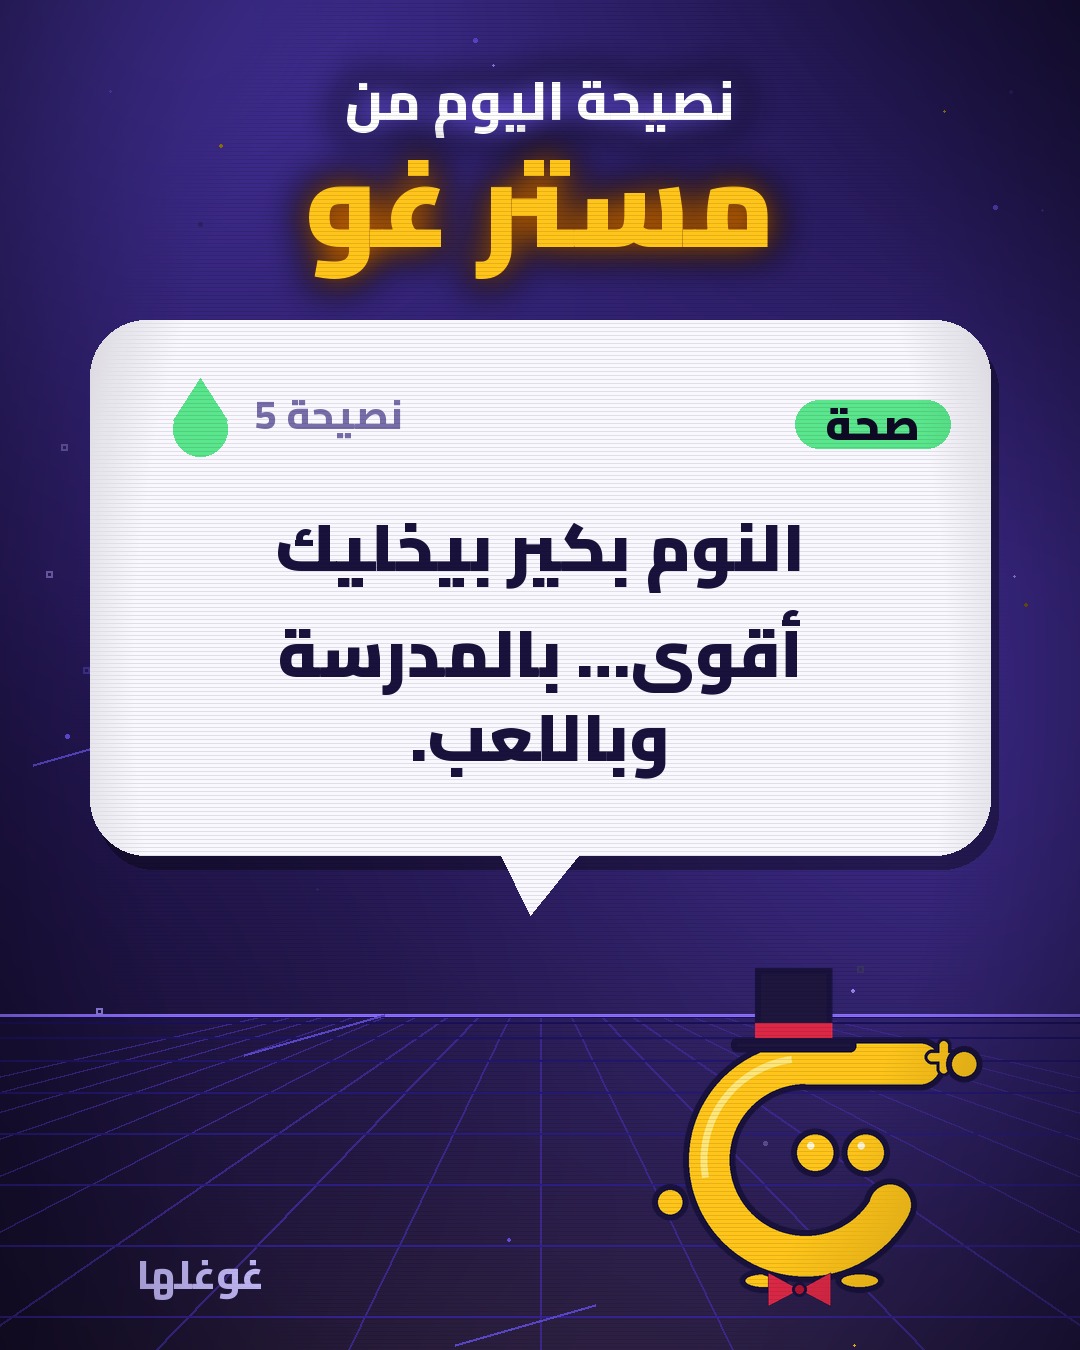 نصيحة اليوم من
مستر غو
صحة
نصيحة 5
النوم بكير بيخليك
أقوى... بالمدرسة
وباللعب.
غوغلها